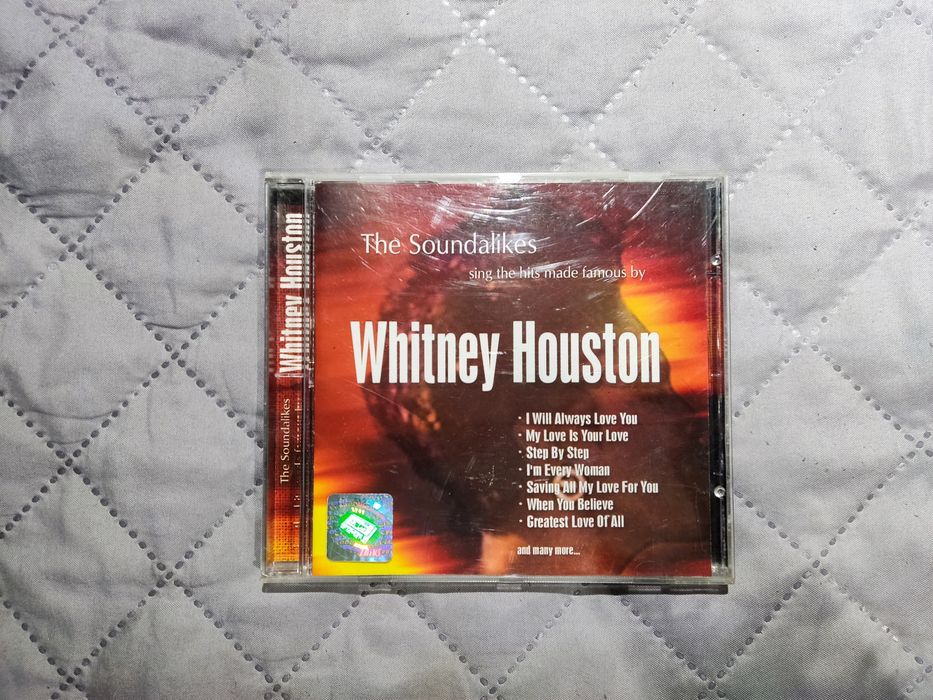 The Soundalikes
sing the hits made famous by
Whitney Houston
· I Will Always Love You
· My Love Is Your Love
· Step By Step
· I'm Every Woman
· Saving All My Love For You
· When You Believe
· Greatest Love Of All
and many more...
Whitney Houston
The Soundalikes